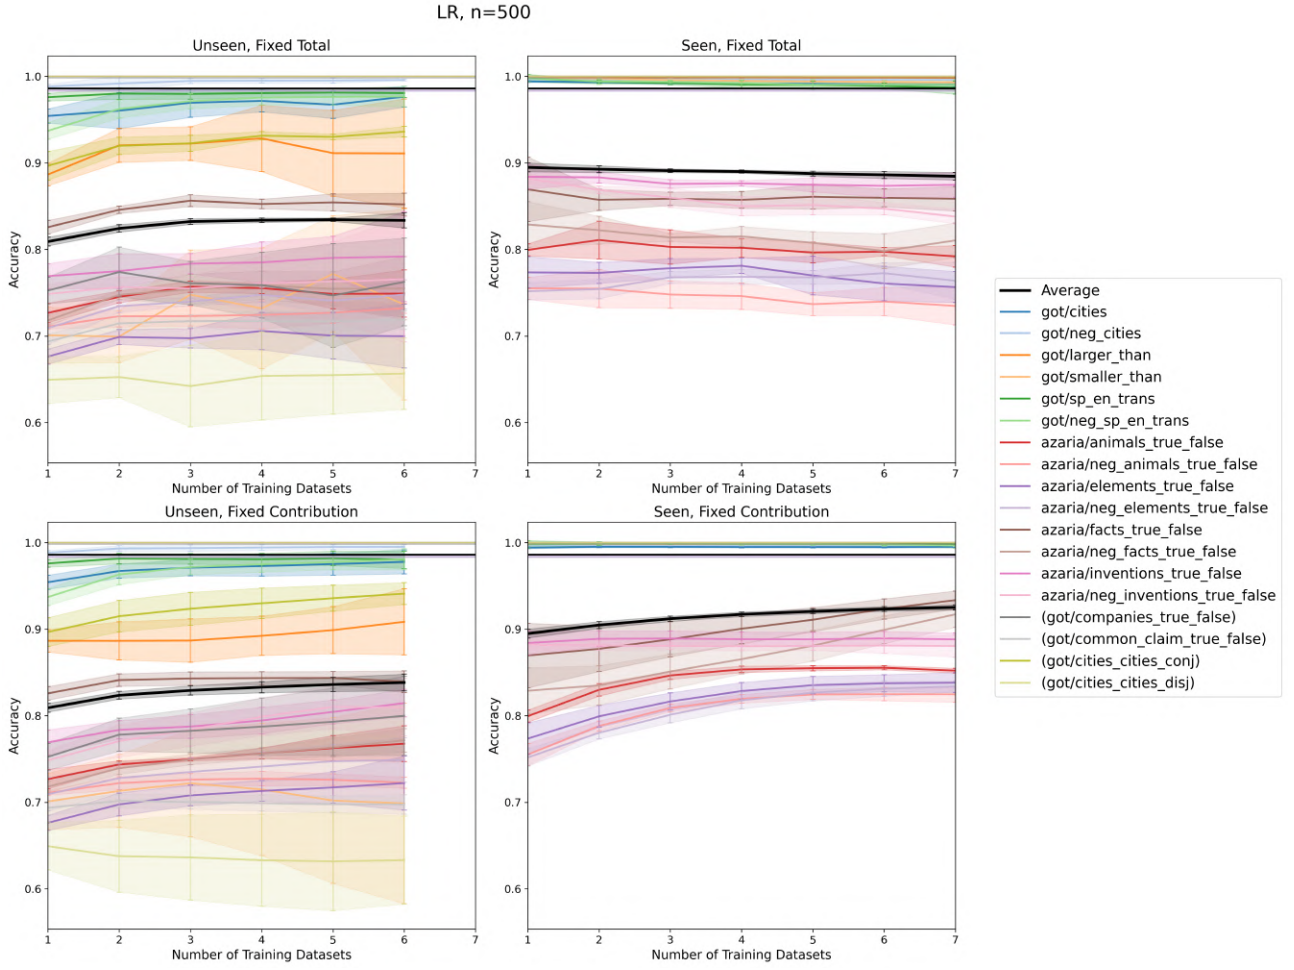 LR, n=500
Unseen, Fixed Total
Accuracy
1.0
0.9
0.8
0.7
0.6
1 2 3 4 5 6 7
Number of Training Datasets
Seen, Fixed Total
Accuracy
1.0
0.9
0.8
0.7
0.6
1 2 3 4 5 6 7
Number of Training Datasets
Unseen, Fixed Contribution
Accuracy
1.0
0.9
0.8
0.7
0.6
1 2 3 4 5 6 7
Number of Training Datasets
Seen, Fixed Contribution
Accuracy
1.0
0.9
0.8
0.7
0.6
1 2 3 4 5 6 7
Number of Training Datasets
Average
got/cities
got/neg_cities
got/larger_than
got/smaller_than
got/sp_en_trans
got/neg_sp_en_trans
azaria/animals_true_false
azaria/neg_animals_true_false
azaria/elements_true_false
azaria/neg_elements_true_false
azaria/facts_true_false
azaria/neg_facts_true_false
azaria/inventions_true_false
azaria/neg_inventions_true_false
(got/companies_true_false)
(got/common_claim_true_false)
(got/cities_cities_conj)
(got/cities_cities_disj)